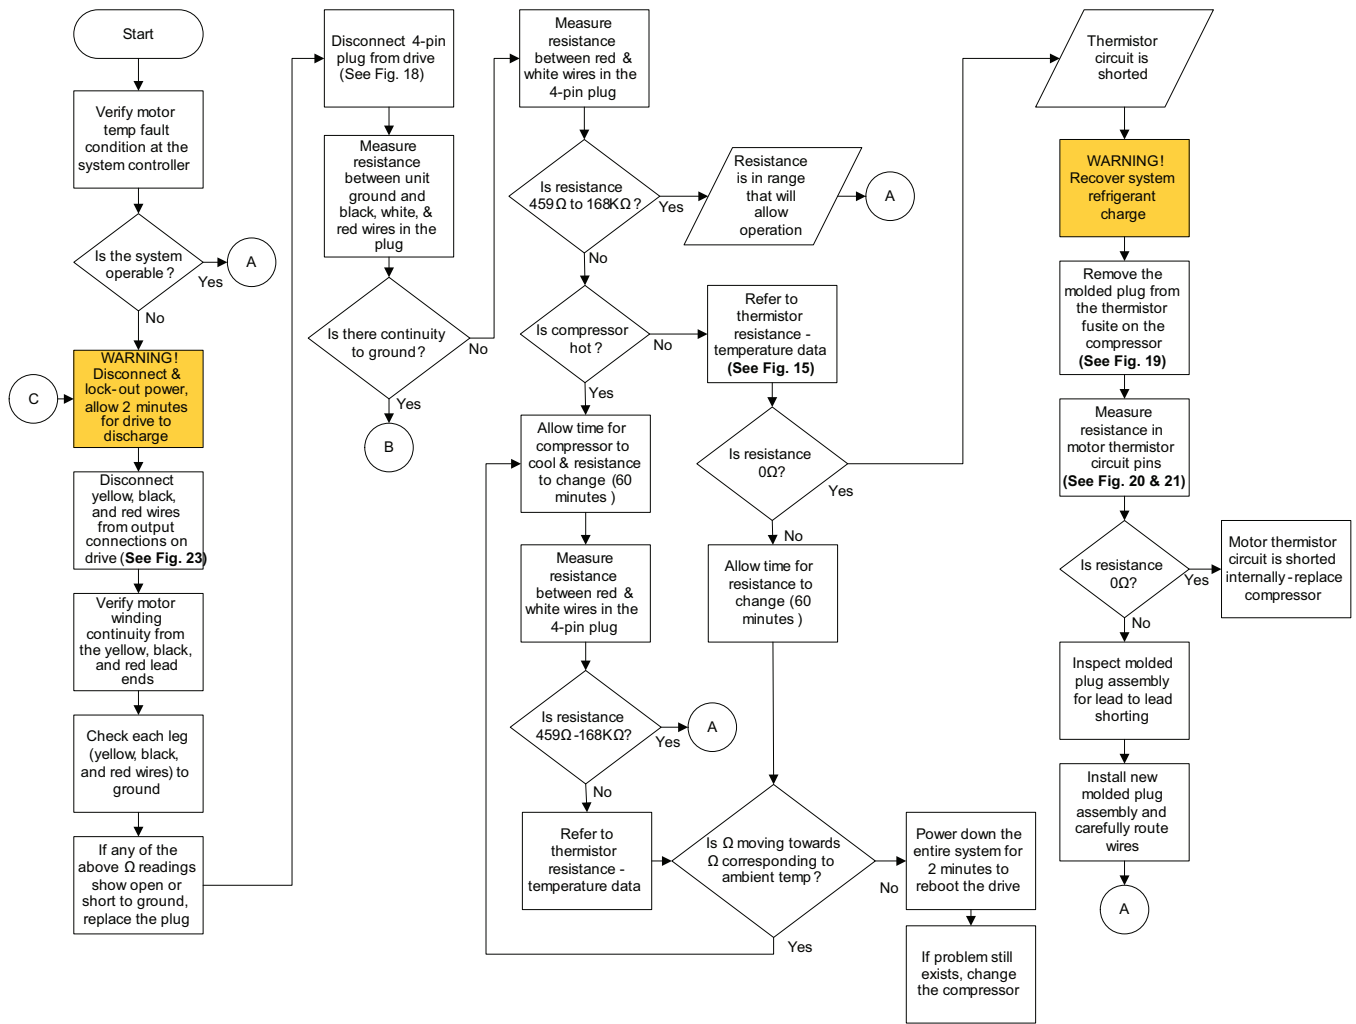 Start
Verify motor
temp fault
condition at the
system controller
Is the system
operable ?
Yes
A
No
C
WARNING!
Disconnect &
lock-out power,
allow 2 minutes
for drive to
discharge
Disconnect
yellow, black,
and red wires
from output
connections on
drive (See Fig. 23)
Verify motor
winding
continuity from
the yellow, black,
and red lead
ends
Check each leg
(yellow, black,
and red wires) to
ground
If any of the
above Ω readings
show open or
short to ground,
replace the plug
Disconnect 4-pin
plug from drive
(See Fig. 18)
Measure
resistance
between unit
ground and
black, white, &
red wires in the
plug
Is there continuity
to ground ?
No
Yes
B
Measure
resistance
between red &
white wires in the
4-pin plug
Is resistance
459Ω to 168KΩ ?
Yes
Resistance
is in range
that will
allow
operation
A
No
Is compressor
hot ?
No
Yes
Refer to
thermistor
resistance -
temperature data
(See Fig. 15)
Allow time for
compressor to
cool & resistance
to change (60
minutes )
Measure
resistance
between red &
white wires in the
4-pin plug
Is resistance
459Ω -168KΩ?
Yes
A
No
Refer to
thermistor
resistance -
temperature data
Is resistance
0Ω?
Yes
No
Allow time for
resistance to
change (60
minutes )
Is Ω moving towards
Ω corresponding to
ambient temp ?
No
Yes
Power down the
entire system for
2 minutes to
reboot the drive
If problem still
exists, change
the compressor
Thermistor
circuit is
shorted
WARNING!
Recover system
refrigerant
charge
Remove the
molded plug from
the thermistor
fusite on the
compressor
(See Fig. 19)
Measure
resistance in
motor thermistor
circuit pins
(See Fig. 20 & 21)
Is resistance
0Ω?
Yes
Motor thermistor
circuit is shorted
internally - replace
compressor
No
Inspect molded
plug assembly
for lead to lead
shorting
Install new
molded plug
assembly and
carefully route
wires
A